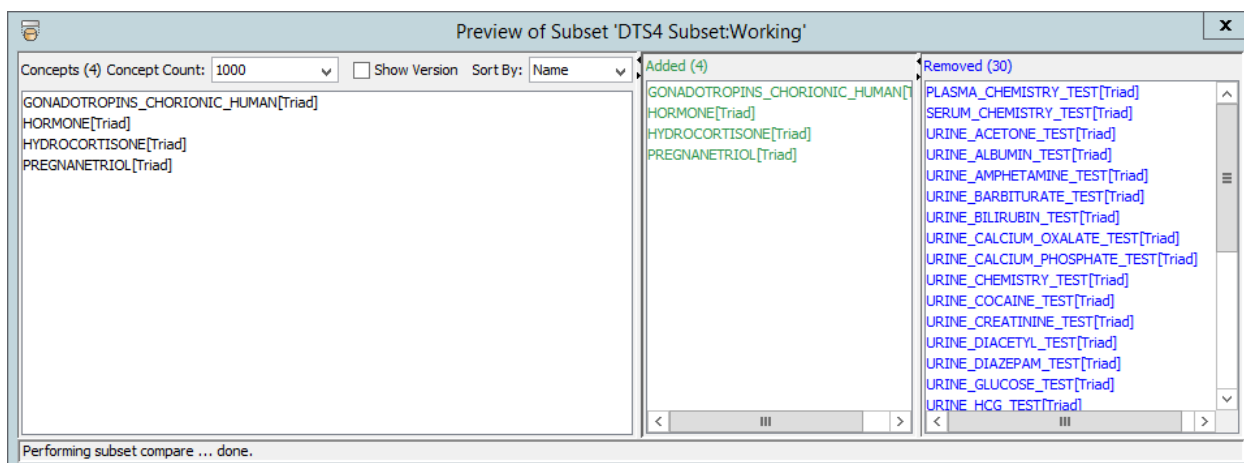 Preview of Subset 'DTS4 Subset:Working'
x
Concepts (4) Concept Count: 1000 Show Version Sort By: Name
GONADOTROPINS_CHORIONIC_HUMAN[Triad]
HORMONE[Triad]
HYDROCORTISONE[Triad]
PREGNANETRIOL[Triad]
Added (4)
GONADOTROPINS_CHORIONIC_HUMAN[T
HORMONE[Triad]
HYDROCORTISONE[Triad]
PREGNANETRIOL[Triad]
Removed (30)
PLASMA_CHEMISTRY_TEST[Triad]
SERUM_CHEMISTRY_TEST[Triad]
URINE_ACETONE_TEST[Triad]
URINE_ALBUMIN_TEST[Triad]
URINE_AMPHETAMINE_TEST[Triad]
URINE_BARBITURATE_TEST[Triad]
URINE_BILIRUBIN_TEST[Triad]
URINE_CALCIUM_OXALATE_TEST[Triad]
URINE_CALCIUM_PHOSPHATE_TEST[Triad]
URINE_CHEMISTRY_TEST[Triad]
URINE_COCAINE_TEST[Triad]
URINE_CREATININE_TEST[Triad]
URINE_DIACETYL_TEST[Triad]
URINE_DIAZEPAM_TEST[Triad]
URINE_GLUCOSE_TEST[Triad]
URINE_HCG_TEST[Triad]
Performing subset compare ... done.